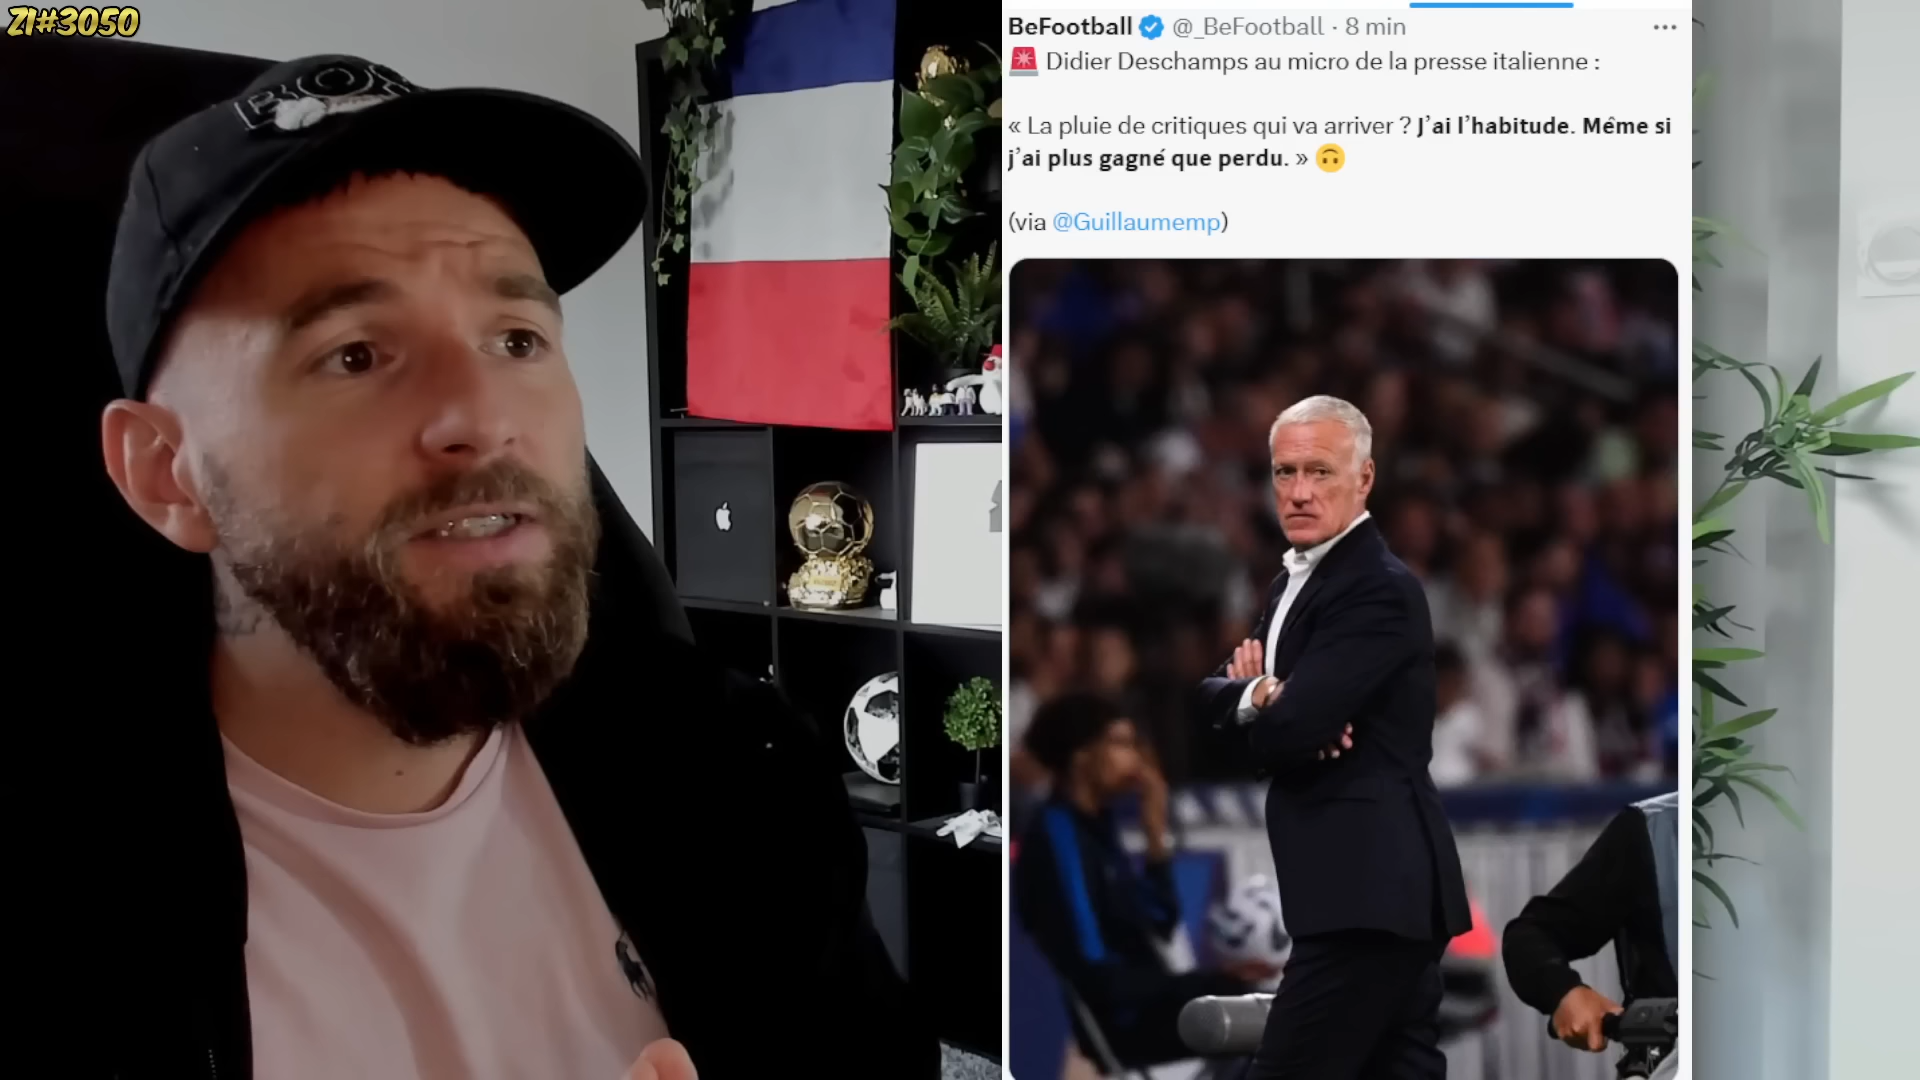 ZI#3050
BeFootball @_BeFootball · 8 min
🚨 Didier Deschamps au micro de la presse italienne :
« La pluie de critiques qui va arriver ? J’ai l’habitude. Même si
j’ai plus gagné que perdu. » 🙃
(via @Guillaumemp)